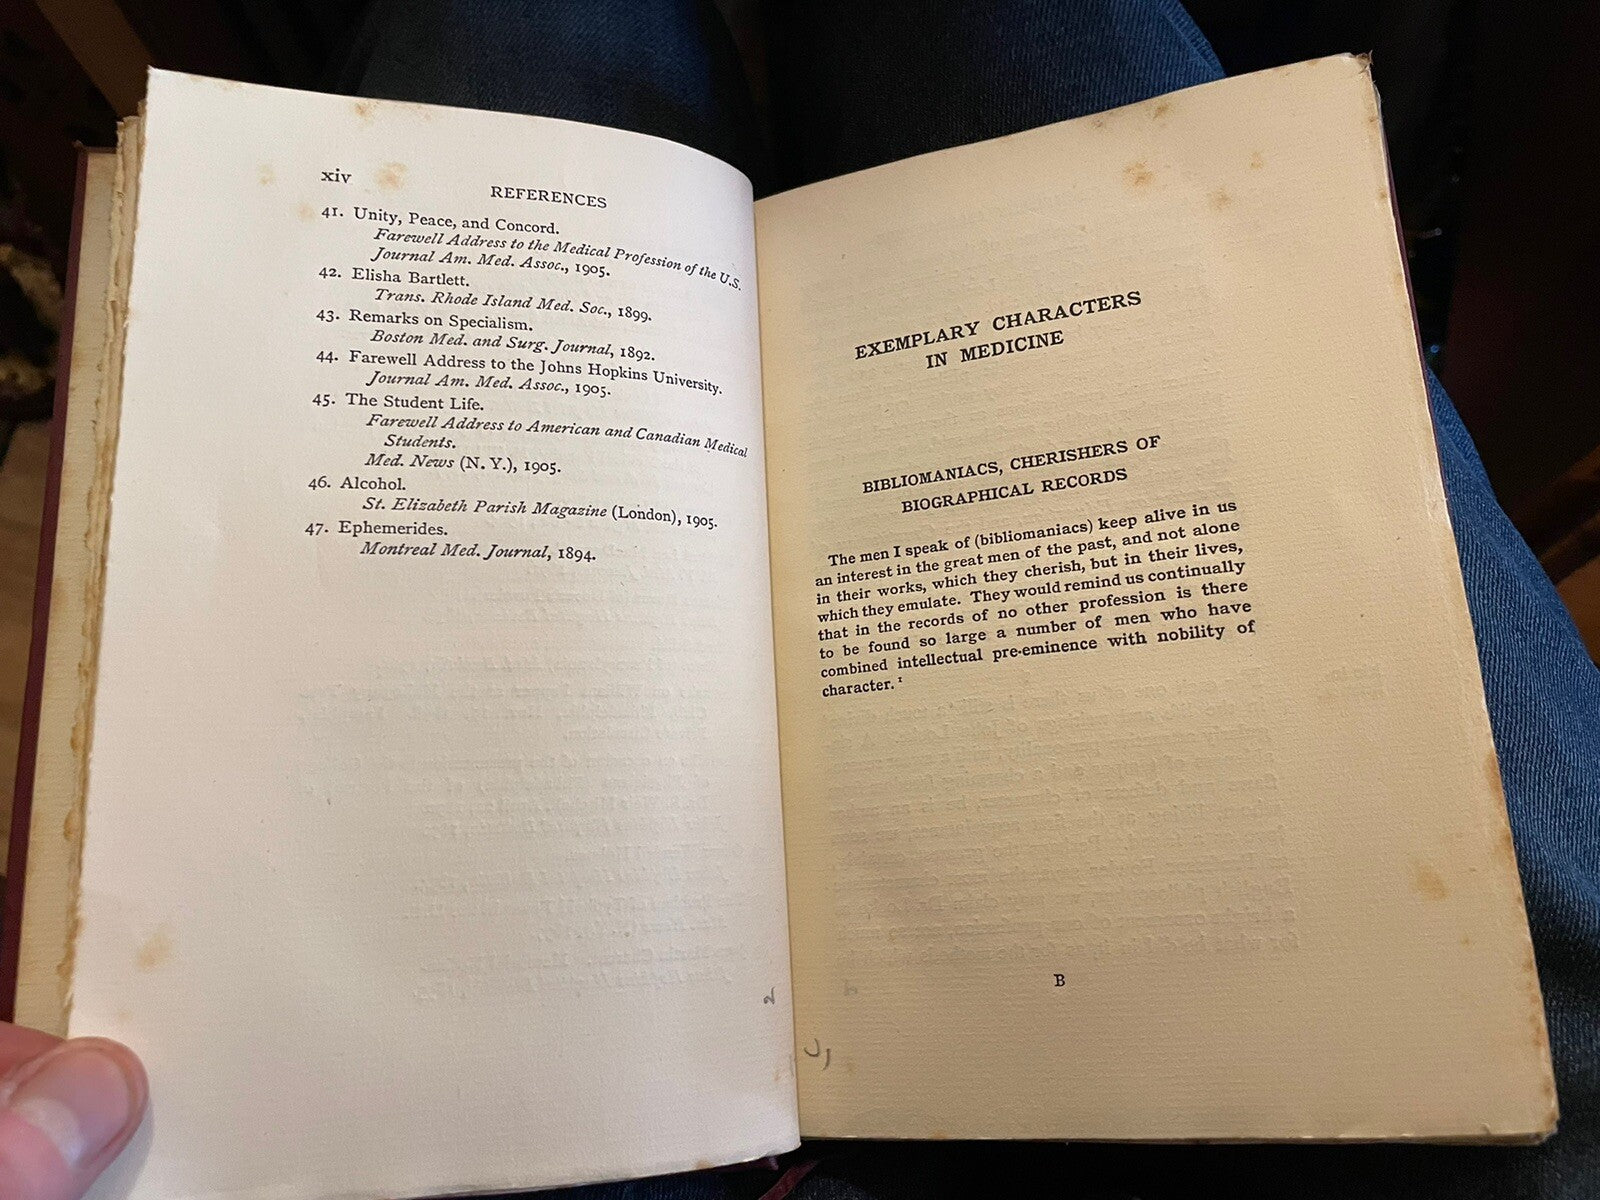 xiv
REFERENCES
41. Unity, Peace, and Concord.
Farewell Address to the Medical Profession of the U.S.
Journal Am. Med. Assoc., 1905.
42. Elisha Bartlett.
Trans. Rhode Island Med. Soc., 1899.
43. Remarks on Specialism.
Boston Med. and Surg. Journal, 1892.
44. Farewell Address to the Johns Hopkins University.
Journal Am. Med. Assoc., 1905.
45. The Student Life.
Farewell Address to American and Canadian Medical
Students.
Med. News (N. Y.), 1905.
46. Alcohol.
St. Elizabeth Parish Magazine (London), 1905.
47. Ephemerides.
Montreal Med. Journal, 1894.
EXEMPLARY CHARACTERS
IN MEDICINE
BIBLIOMANIACS, CHERISHERS OF
BIOGRAPHICAL RECORDS
The men I speak of (bibliomaniacs) keep alive in us
an interest in the great men of the past, and not alone
in their works, which they cherish, but in their lives,
which they emulate. They would remind us continually
that in the records of no other profession is there
to be found so large a number of men who have
combined intellectual pre-eminence with nobility of
character.¹
B